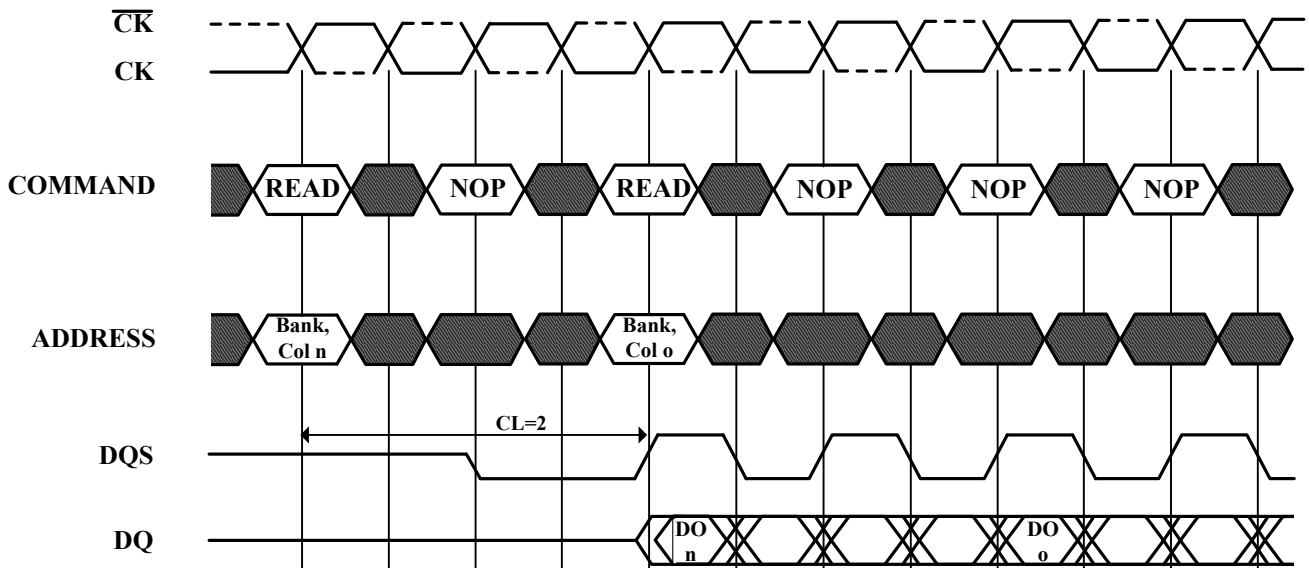 CK
CK
COMMAND READ NOP READ NOP NOP NOP
ADDRESS Bank, Col n Bank, Col o
CL=2
DQS
DQ DO n DO o